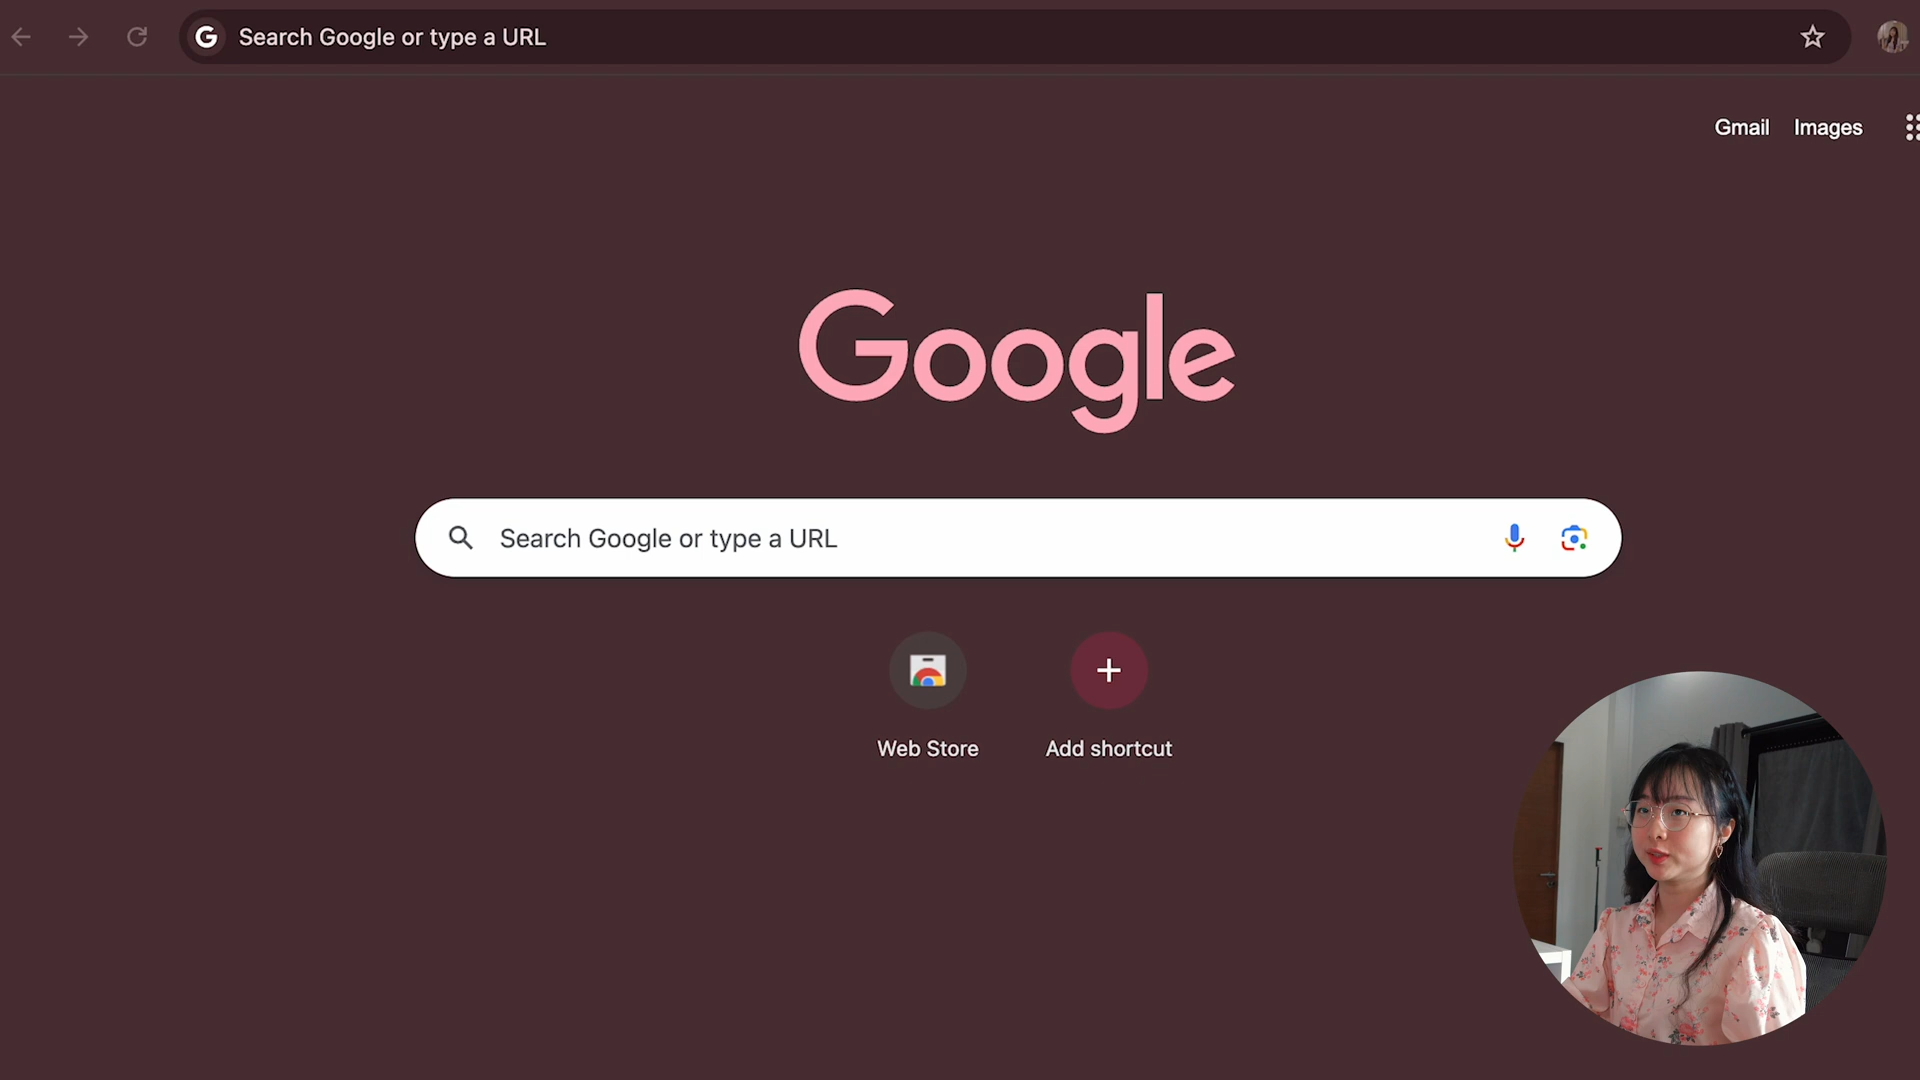 Search Google or type a URL
Gmail Images
Google
Search Google or type a URL
Web Store
Add shortcut